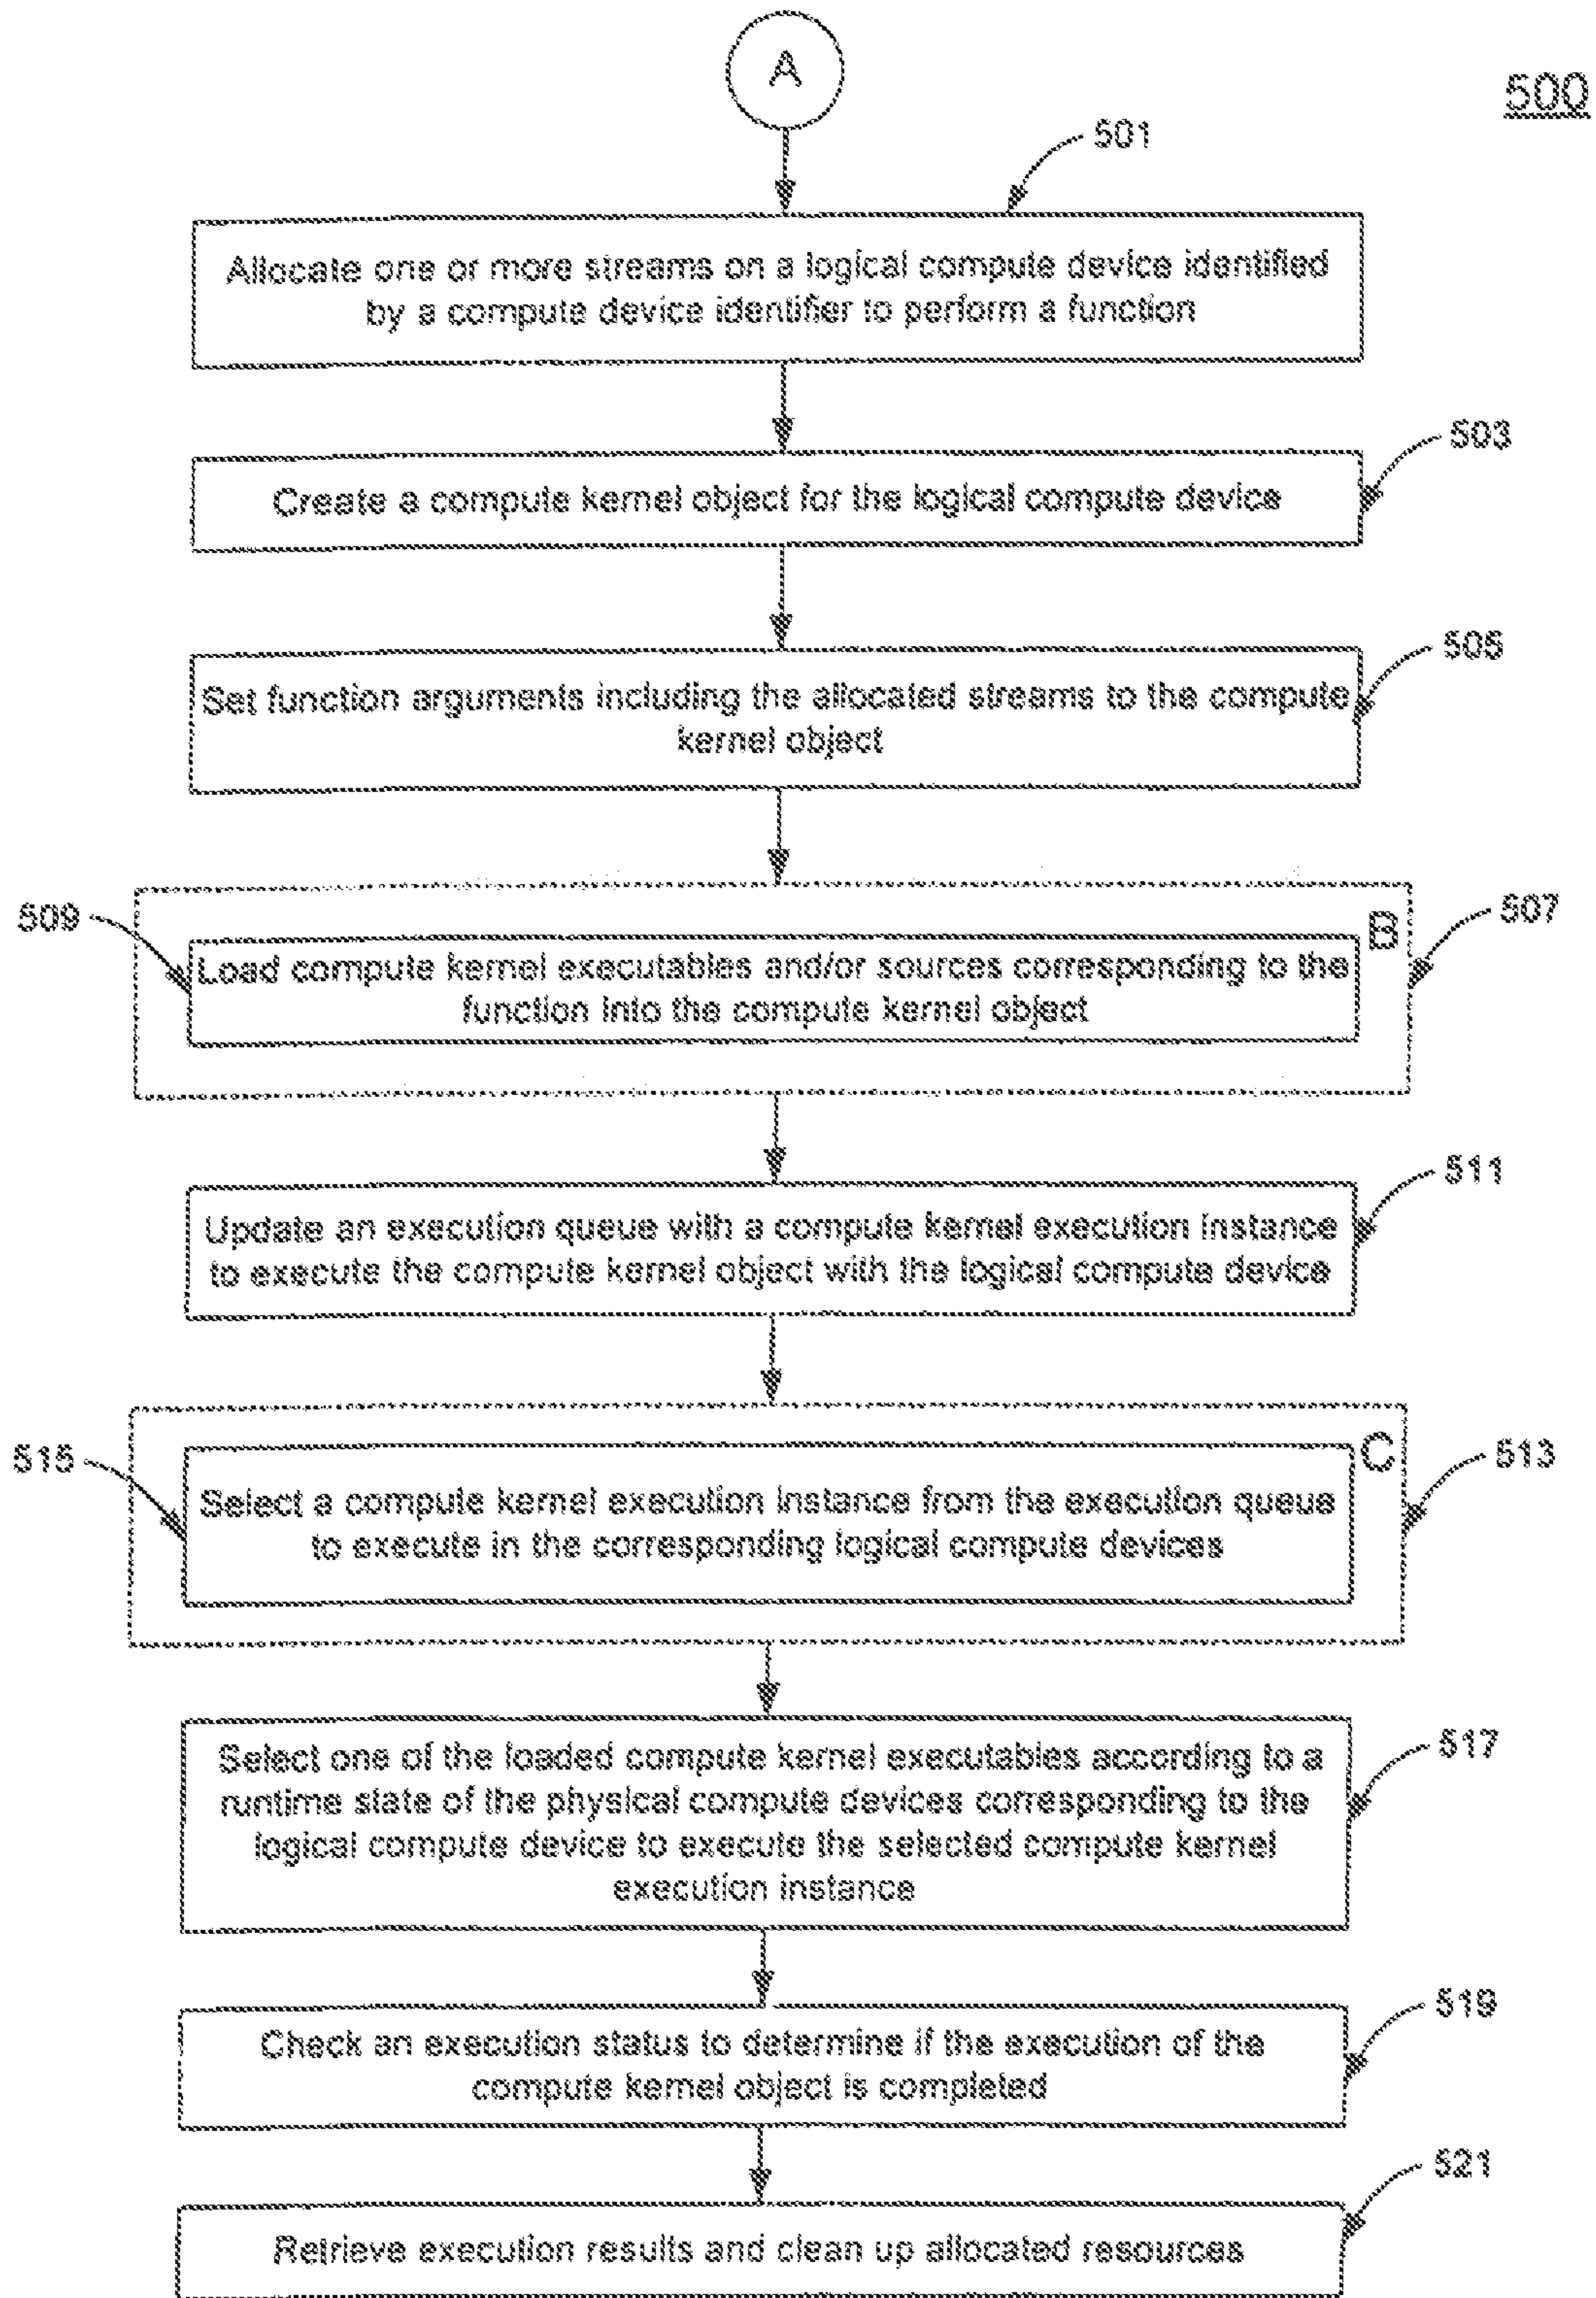 A
500
501
Allocate one or more streams on a logical compute device identified
by a compute device identifier to perform a function
503
Create a compute kernel object for the logical compute device
505
Set function arguments including the allocated streams to the compute
kernel object
509
B
507
Load compute kernel executables and/or sources corresponding to the
function into the compute kernel object
511
Update an execution queue with a compute kernel execution instance
to execute the compute kernel object with the logical compute device
515
C
513
Select a compute kernel execution instance from the execution queue
to execute in the corresponding logical compute devices
517
Select one of the loaded compute kernel executables according to a
runtime state of the physical compute devices corresponding to the
logical compute device to execute the selected compute kernel
execution instance
519
Check an execution status to determine if the execution of the
compute kernel object is completed
521
Retrieve execution results and clean up allocated resources